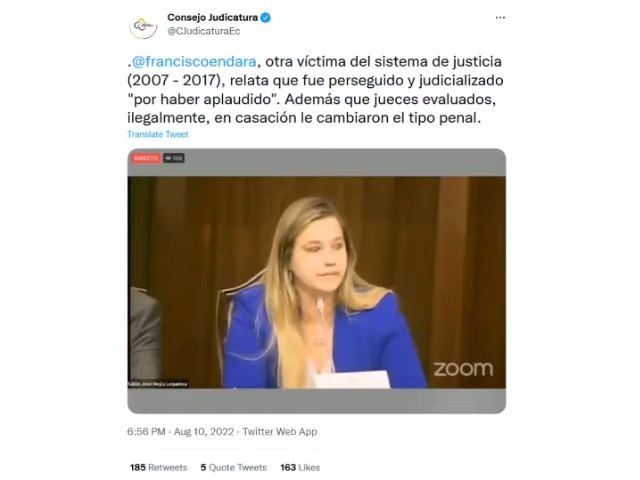 Consejo Judicatura
@CJudicaturaEc
.@franciscoendara, otra víctima del sistema de justicia
(2007 - 2017), relata que fue perseguido y judicializado
"por haber aplaudido". Además que jueces evaluados,
ilegalmente, en casación le cambiaron el tipo penal.
Translate Tweet
DIRECTO
zoom
6:56 PM · Aug 10, 2022 · Twitter Web App
185 Retweets 5 Quote Tweets 163 Likes